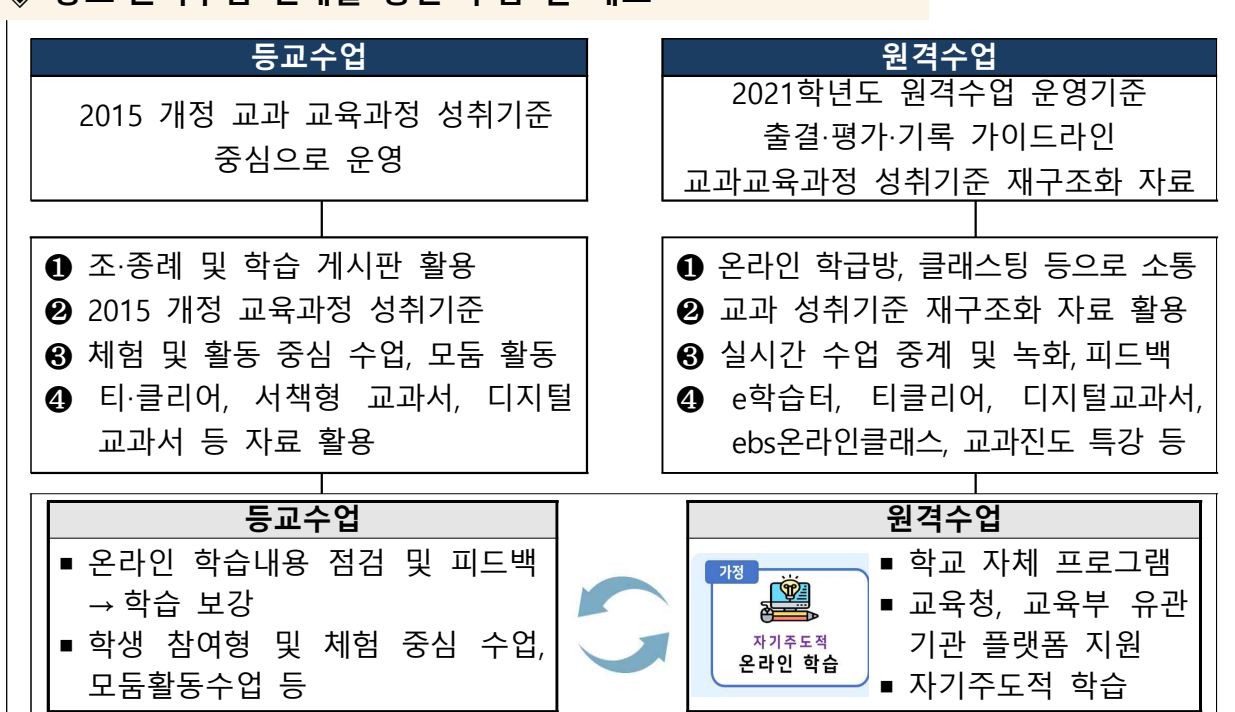 등교수업
2015 개정 교과 교육과정 성취기준
중심으로 운영
❶ 조·종례 및 학습 게시판 활용
❷ 2015 개정 교육과정 성취기준
❸ 체험 및 활동 중심 수업, 모둠 활동
❹ 티·클리어, 서책형 교과서, 디지털
교과서 등 자료 활용
원격수업
2021학년도 원격수업 운영기준
출결·평가·기록 가이드라인
교과교육과정 성취기준 재구조화 자료
❶ 온라인 학급방, 클래스팅 등으로 소통
❷ 교과 성취기준 재구조화 자료 활용
❸ 실시간 수업 중계 및 녹화, 피드백
❹ e학습터, 티클리어, 디지털교과서,
ebs온라인클래스, 교과진도 특강 등
등교수업
▪ 온라인 학습내용 점검 및 피드백
→ 학습 보강
▪ 학생 참여형 및 체험 중심 수업,
모둠활동수업 등
원격수업
가정
자기주도적
온라인 학습
▪ 학교 자체 프로그램
▪ 교육청, 교육부 유관
기관 플랫폼 지원
▪ 자기주도적 학습